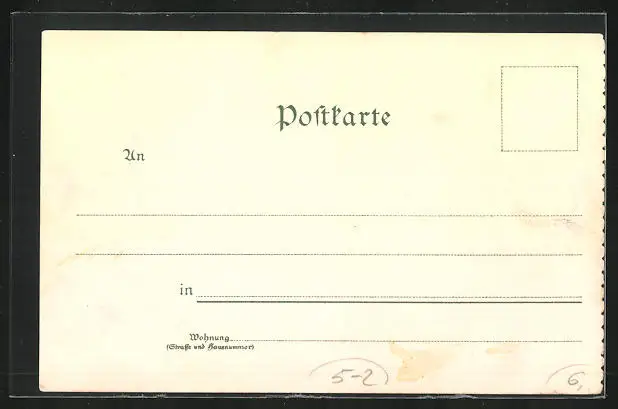 Postkarte
An
in
Wohnung
(Straße und Hausnummer)
5-2
6,